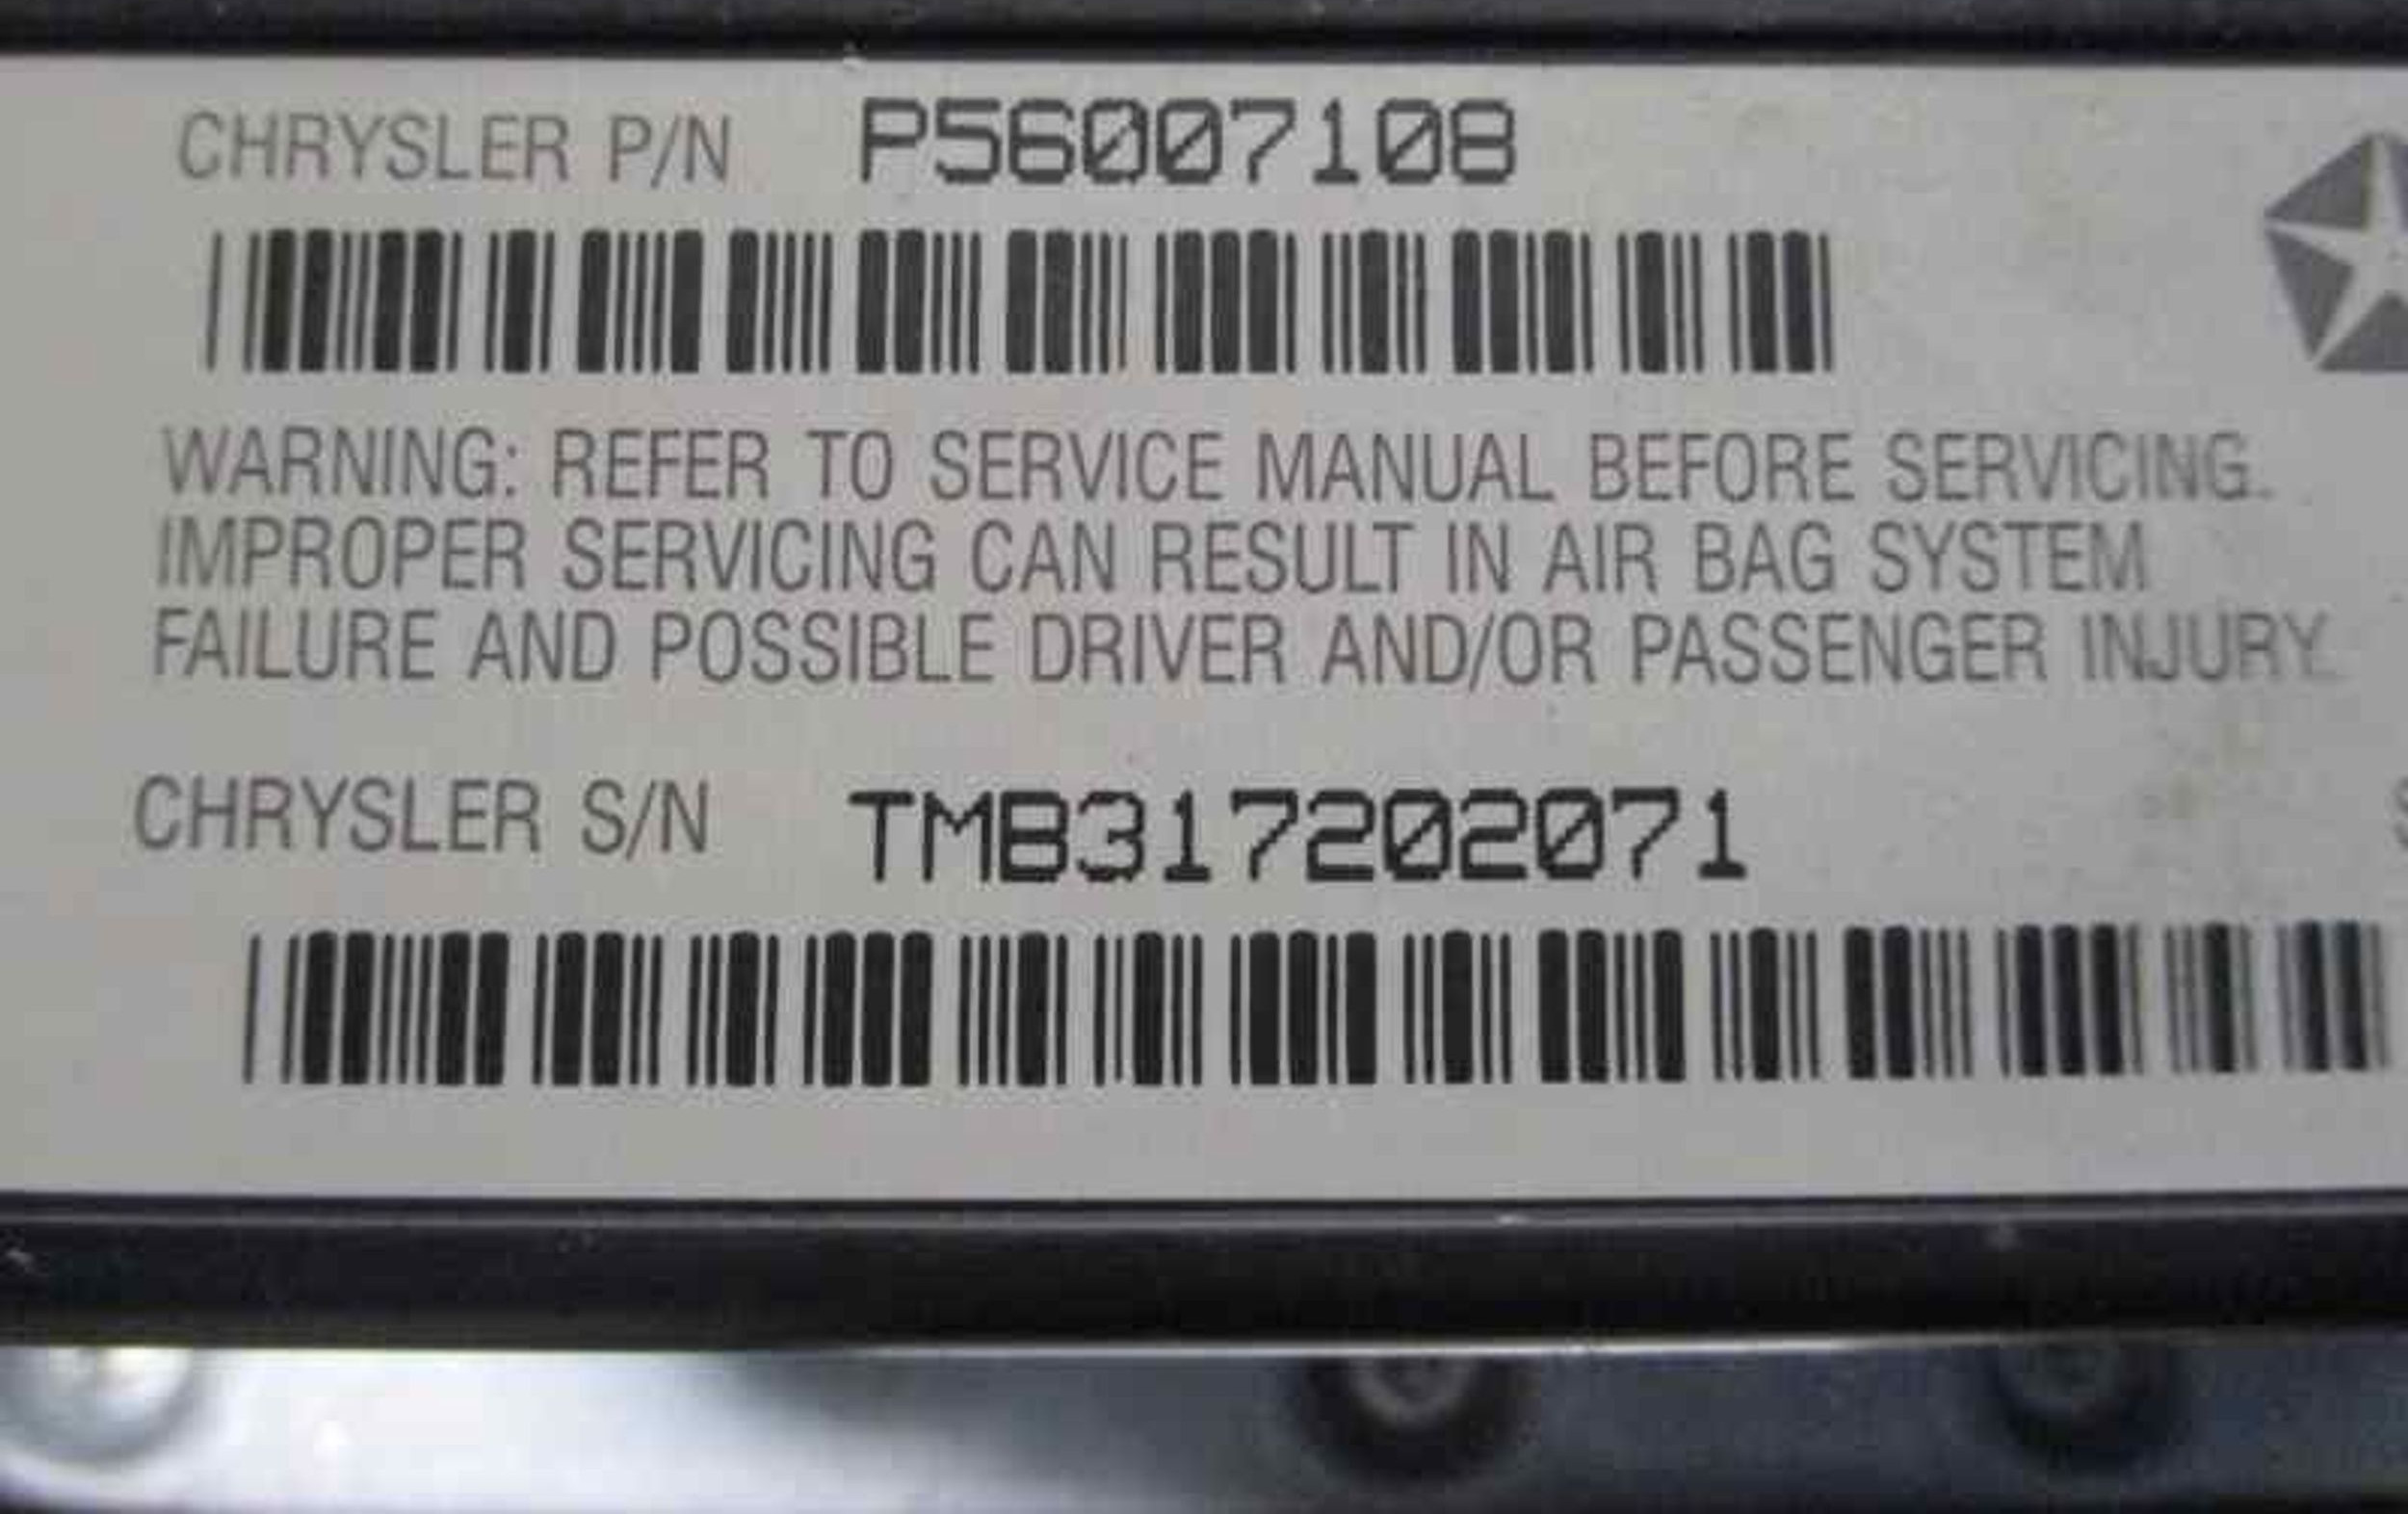 CHRYSLER P/N P56007108
WARNING: REFER TO SERVICE MANUAL BEFORE SERVICING.
IMPROPER SERVICING CAN RESULT IN AIR BAG SYSTEM
FAILURE AND POSSIBLE DRIVER AND/OR PASSENGER INJURY.
CHRYSLER S/N TMB317202071